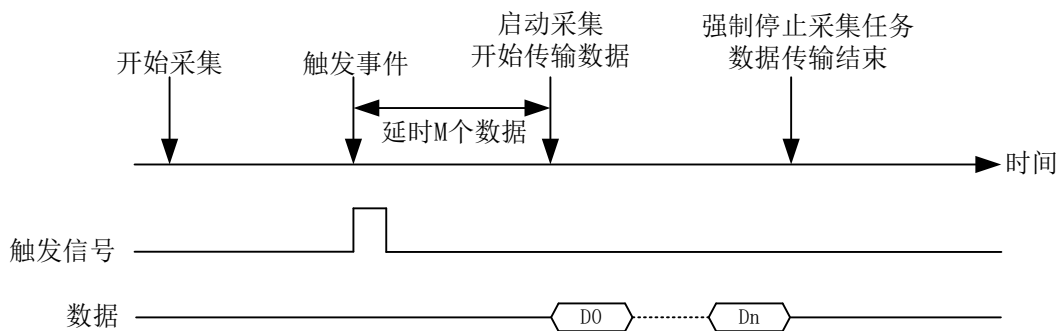 开始采集
触发事件
启动采集
开始传输数据
强制停止采集任务
数据传输结束
延时M个数据
时间
触发信号
数据
D0
Dn